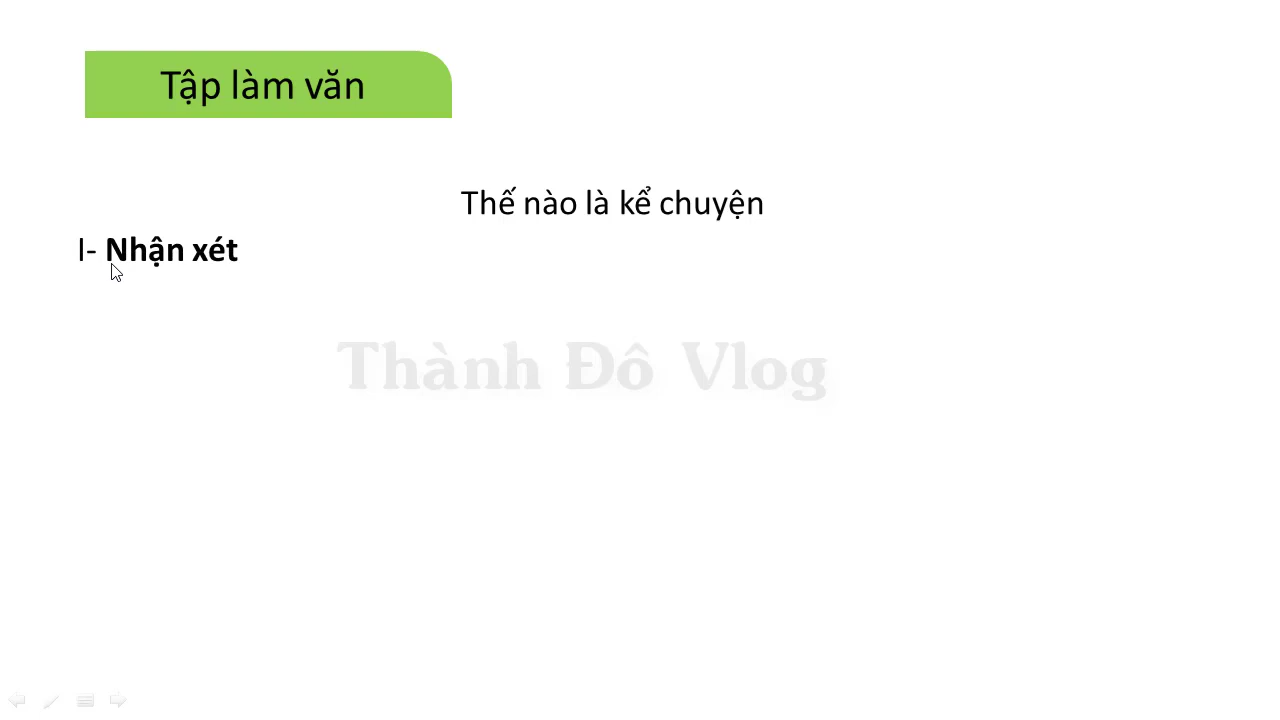 Tập làm văn
Thế nào là kể chuyện
I- Nhận xét
Thành Đô Vlog